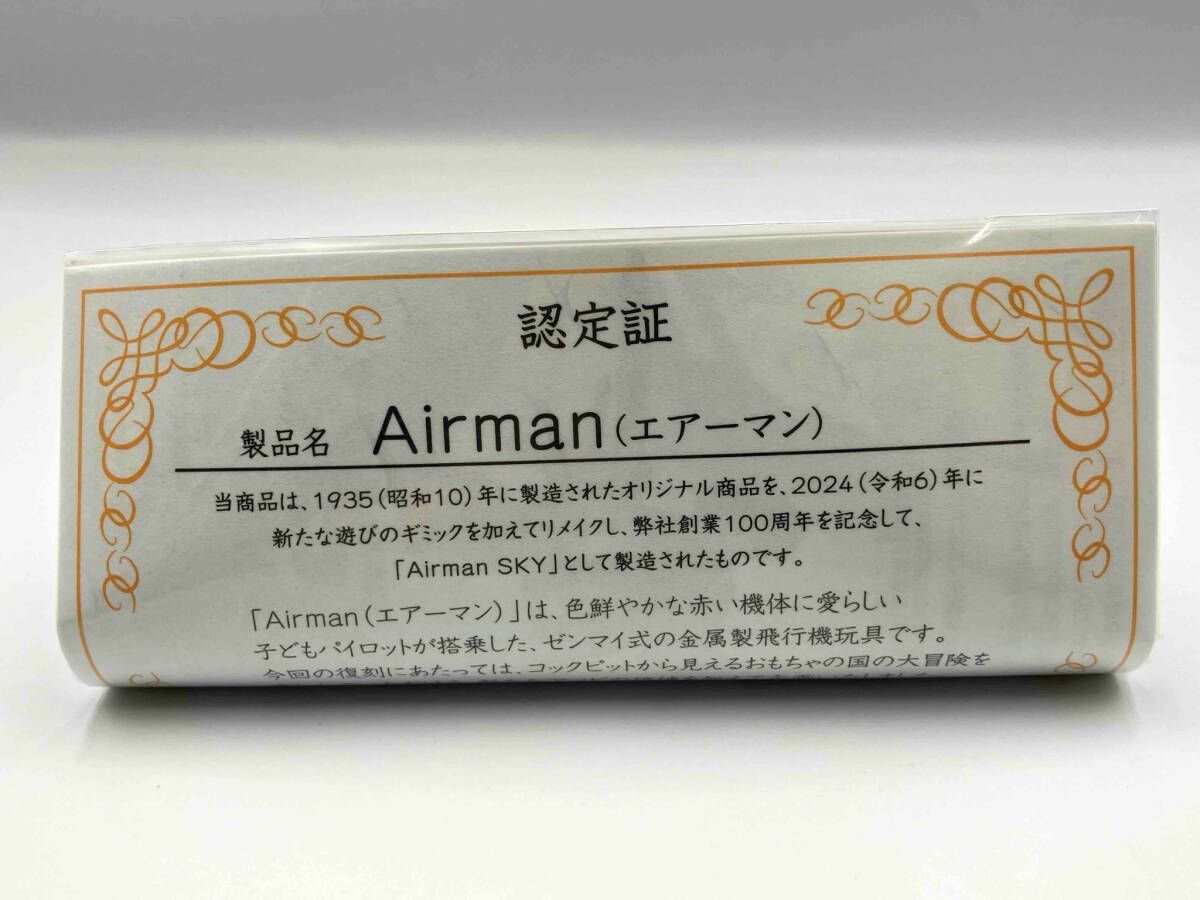 認定証
製品名 Airman(エアーマン)
当商品は、1935(昭和10)年に製造されたオリジナル商品を、2024(令和6)年に
新たな遊びのギミックを加えてリメイクし、弊社創業100周年を記念して、
「Airman SKY」として製造されたものです。
「Airman(エアーマン)」は、色鮮やかな赤い機体に愛らしい
子どもパイロットが搭乗した、ゼンマイ式の金属製飛行機玩具です。
今回の復刻にあたっては、コックピットから見えるおもちゃの国の大冒険を